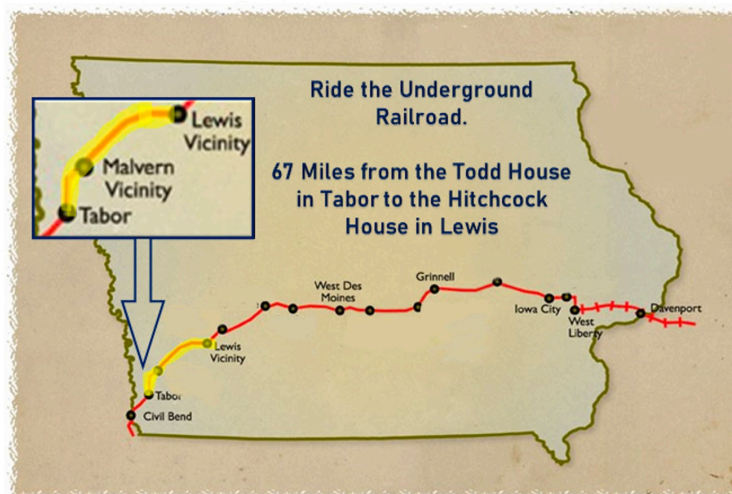 Ride the Underground
Railroad.
67 Miles from the Todd House
in Tabor to the Hitchcock
House in Lewis
Lewis
Vicinity
Malvern
Vicinity
Tabor
West Des
Moines
Grinnell
Iowa City
West
Liberty
Davenport
Lewis
Vicinity
Tabor
Civil Bend